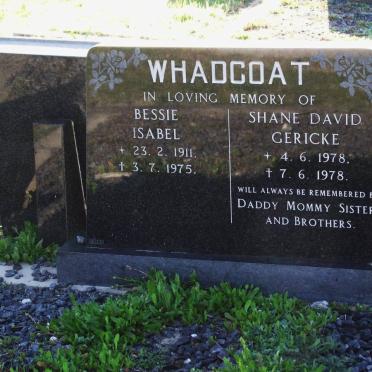 WHADCOAT
IN LOVING MEMORY OF
BESSIE
ISABEL
+ 23. 2. 1911.
+ 3. 7. 1975.
SHANE DAVID
GERICKE
+ 4. 6. 1978.
+ 7. 6. 1978.
WILL ALWAYS BE REMEMBERED B
DADDY MOMMY SISTER
AND BROTHERS.